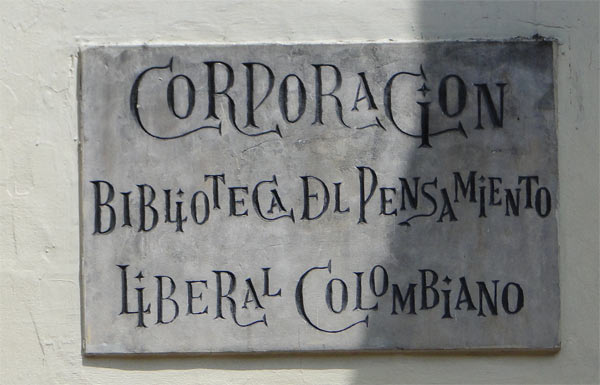 CORPORACION
BIBLIOTECA DEL PENSAMIENTO
LIBERAL COLOMBIANO